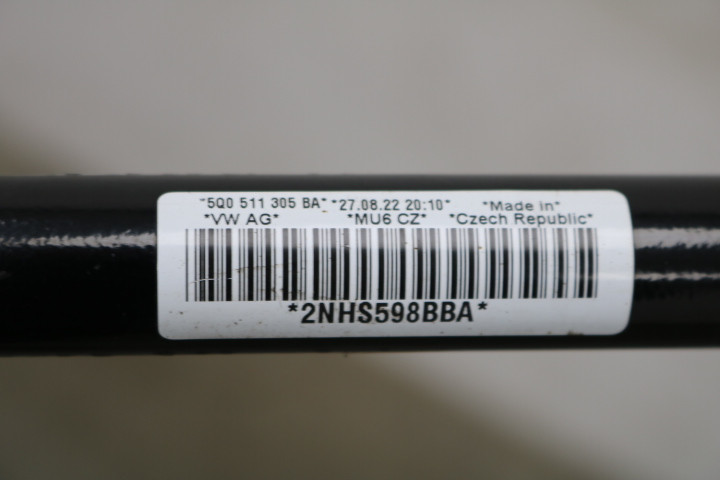 *5Q0 511 305 BA* *27.08.22 20:10* *Made in*
*VW AG* *MU6 CZ* *Czech Republic*
*2NHS598BBA*